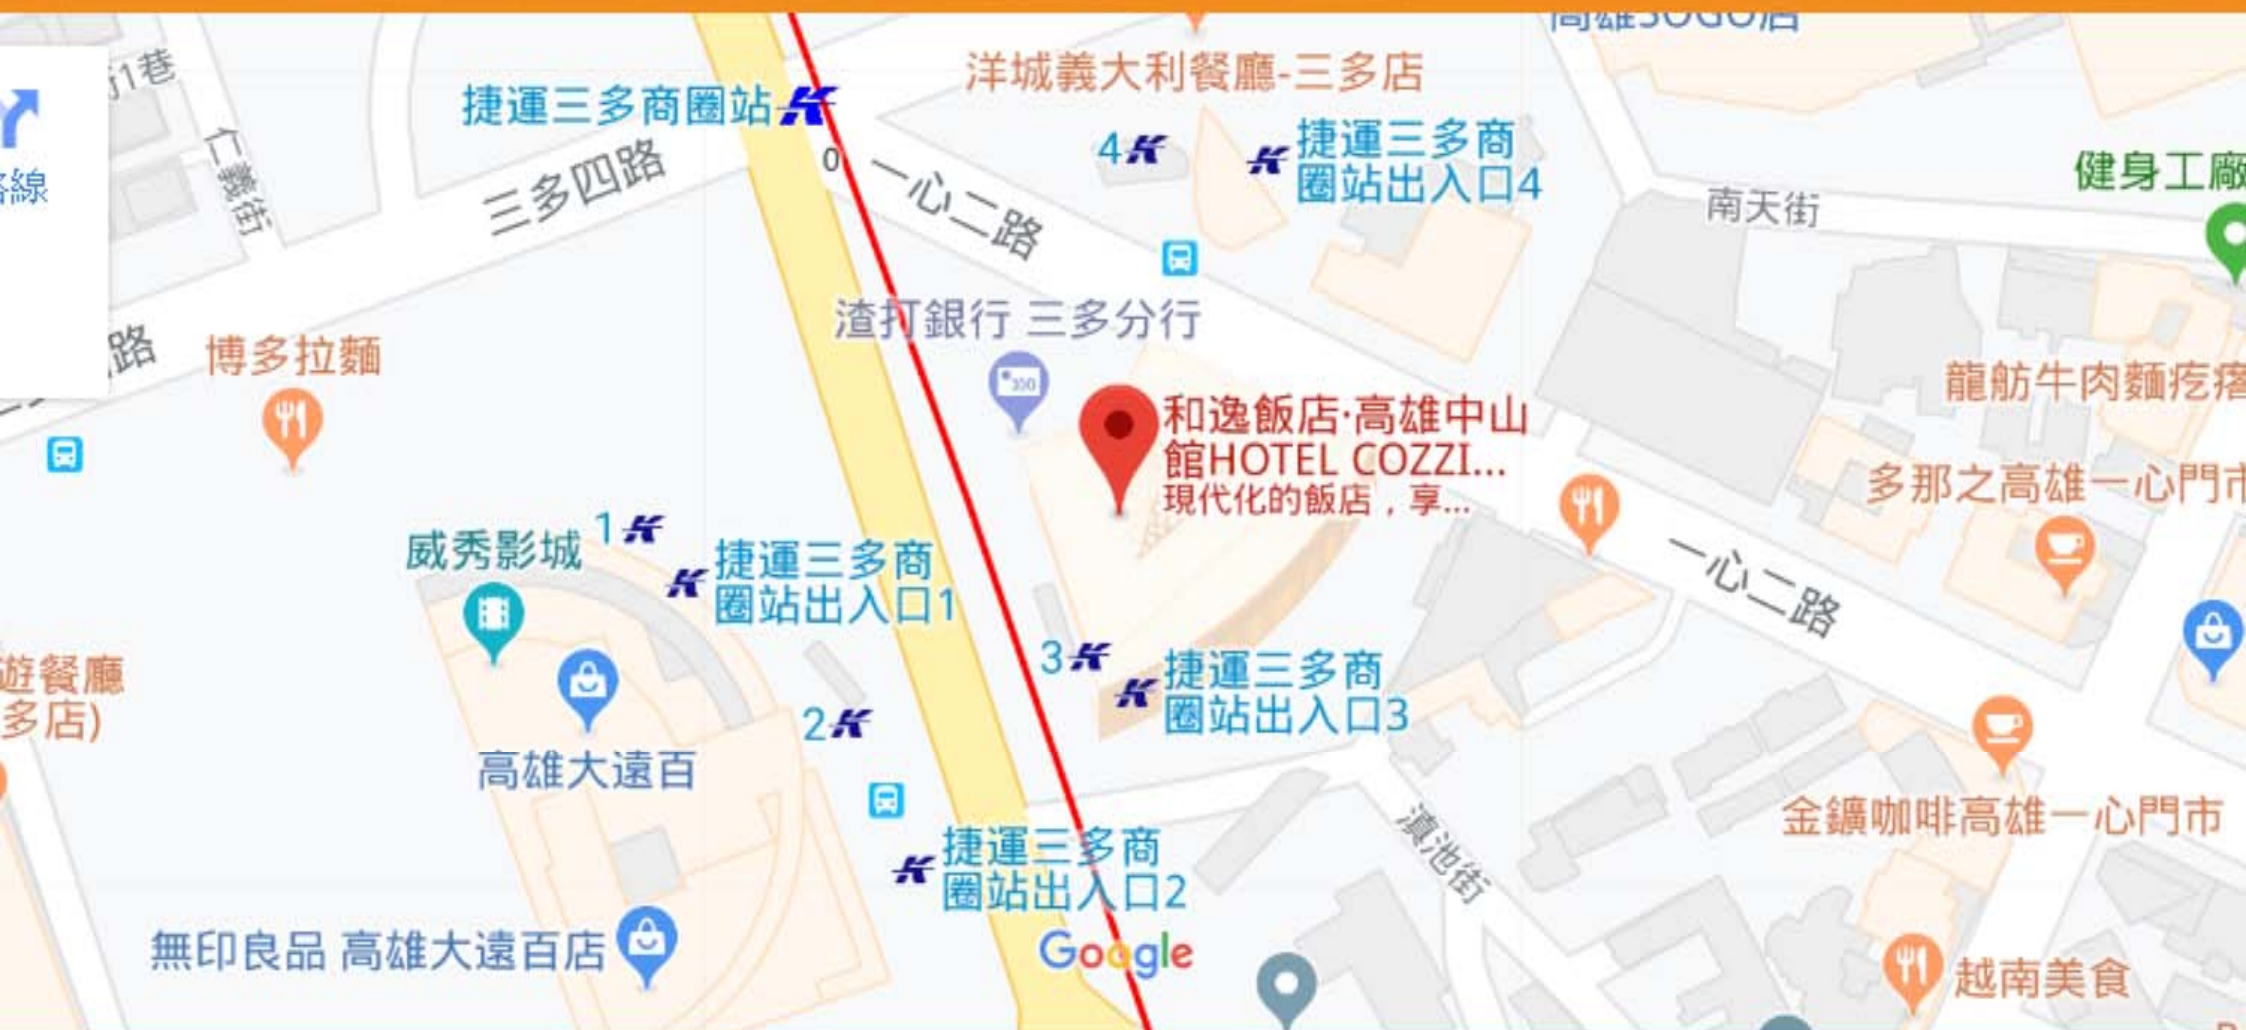 高雄SOGO店
洋城義大利餐廳-三多店
捷運三多商圈站
4
捷運三多商
圈站出入口4
仁義街
三多四路
0
一心二路
南天街
健身工廠
路線
渣打銀行 三多分行
博多拉麵
路
和逸飯店·高雄中山
館HOTEL COZZI...
現代化的飯店，享...
龍舫牛肉麵疙瘩
多那之高雄一心門市
威秀影城
1
捷運三多商
圈站出入口1
一心二路
3
捷運三多商
圈站出入口3
遊餐廳
多店)
2
高雄大遠百
金鑛咖啡高雄一心門市
滇池街
捷運三多商
圈站出入口2
無印良品 高雄大遠百店
Google
越南美食